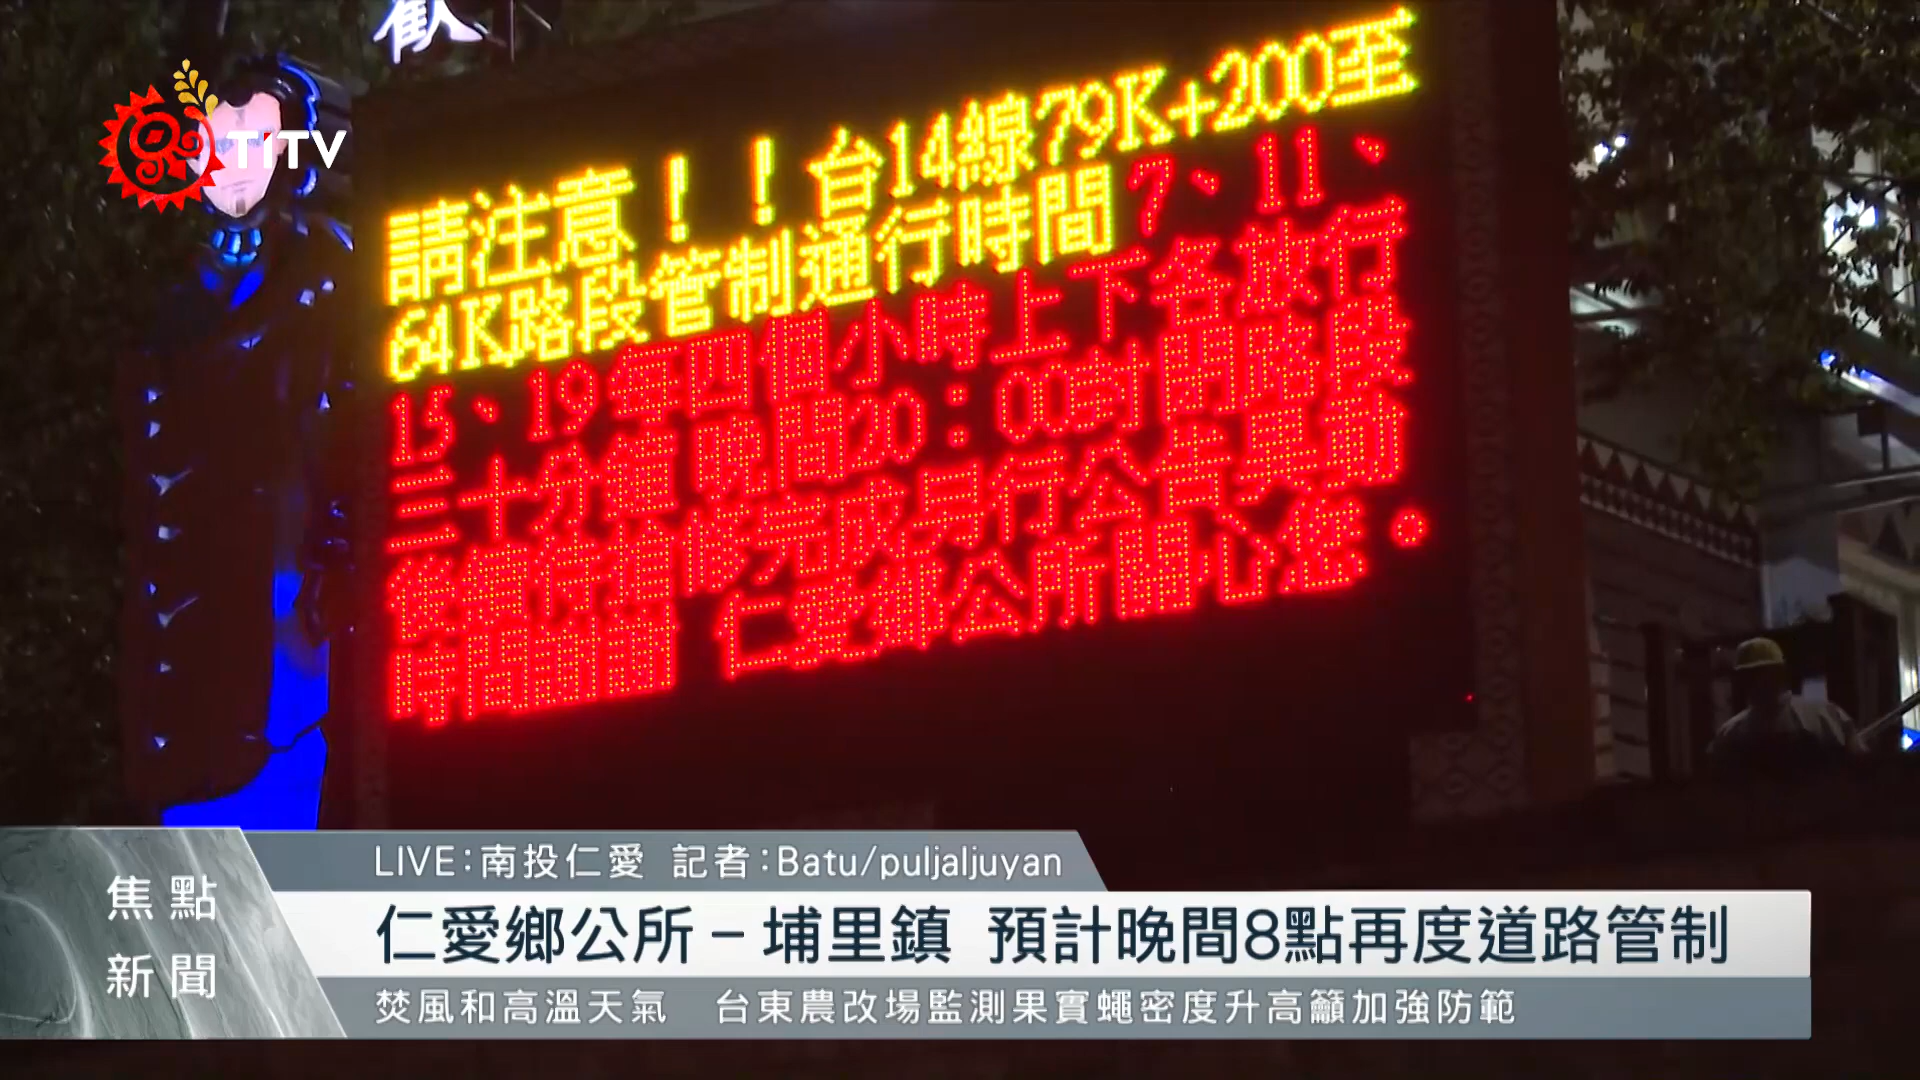 歡
TiTV
請注意！！台14線79K+200至
64K路段管制通行時間7、11、
15、19每四個小時上下各放行
三十分鐘 晚間20：00封閉路段
後續待搶修完成另行公告異動
時間謝謝 仁愛鄉公所關心您。
LIVE:南投仁愛 記者:Batu/puljaljuyan
焦點
新聞
仁愛鄉公所－埔里鎮 預計晚間8點再度道路管制
焚風和高溫天氣 台東農改場監測果實蠅密度升高籲加強防範